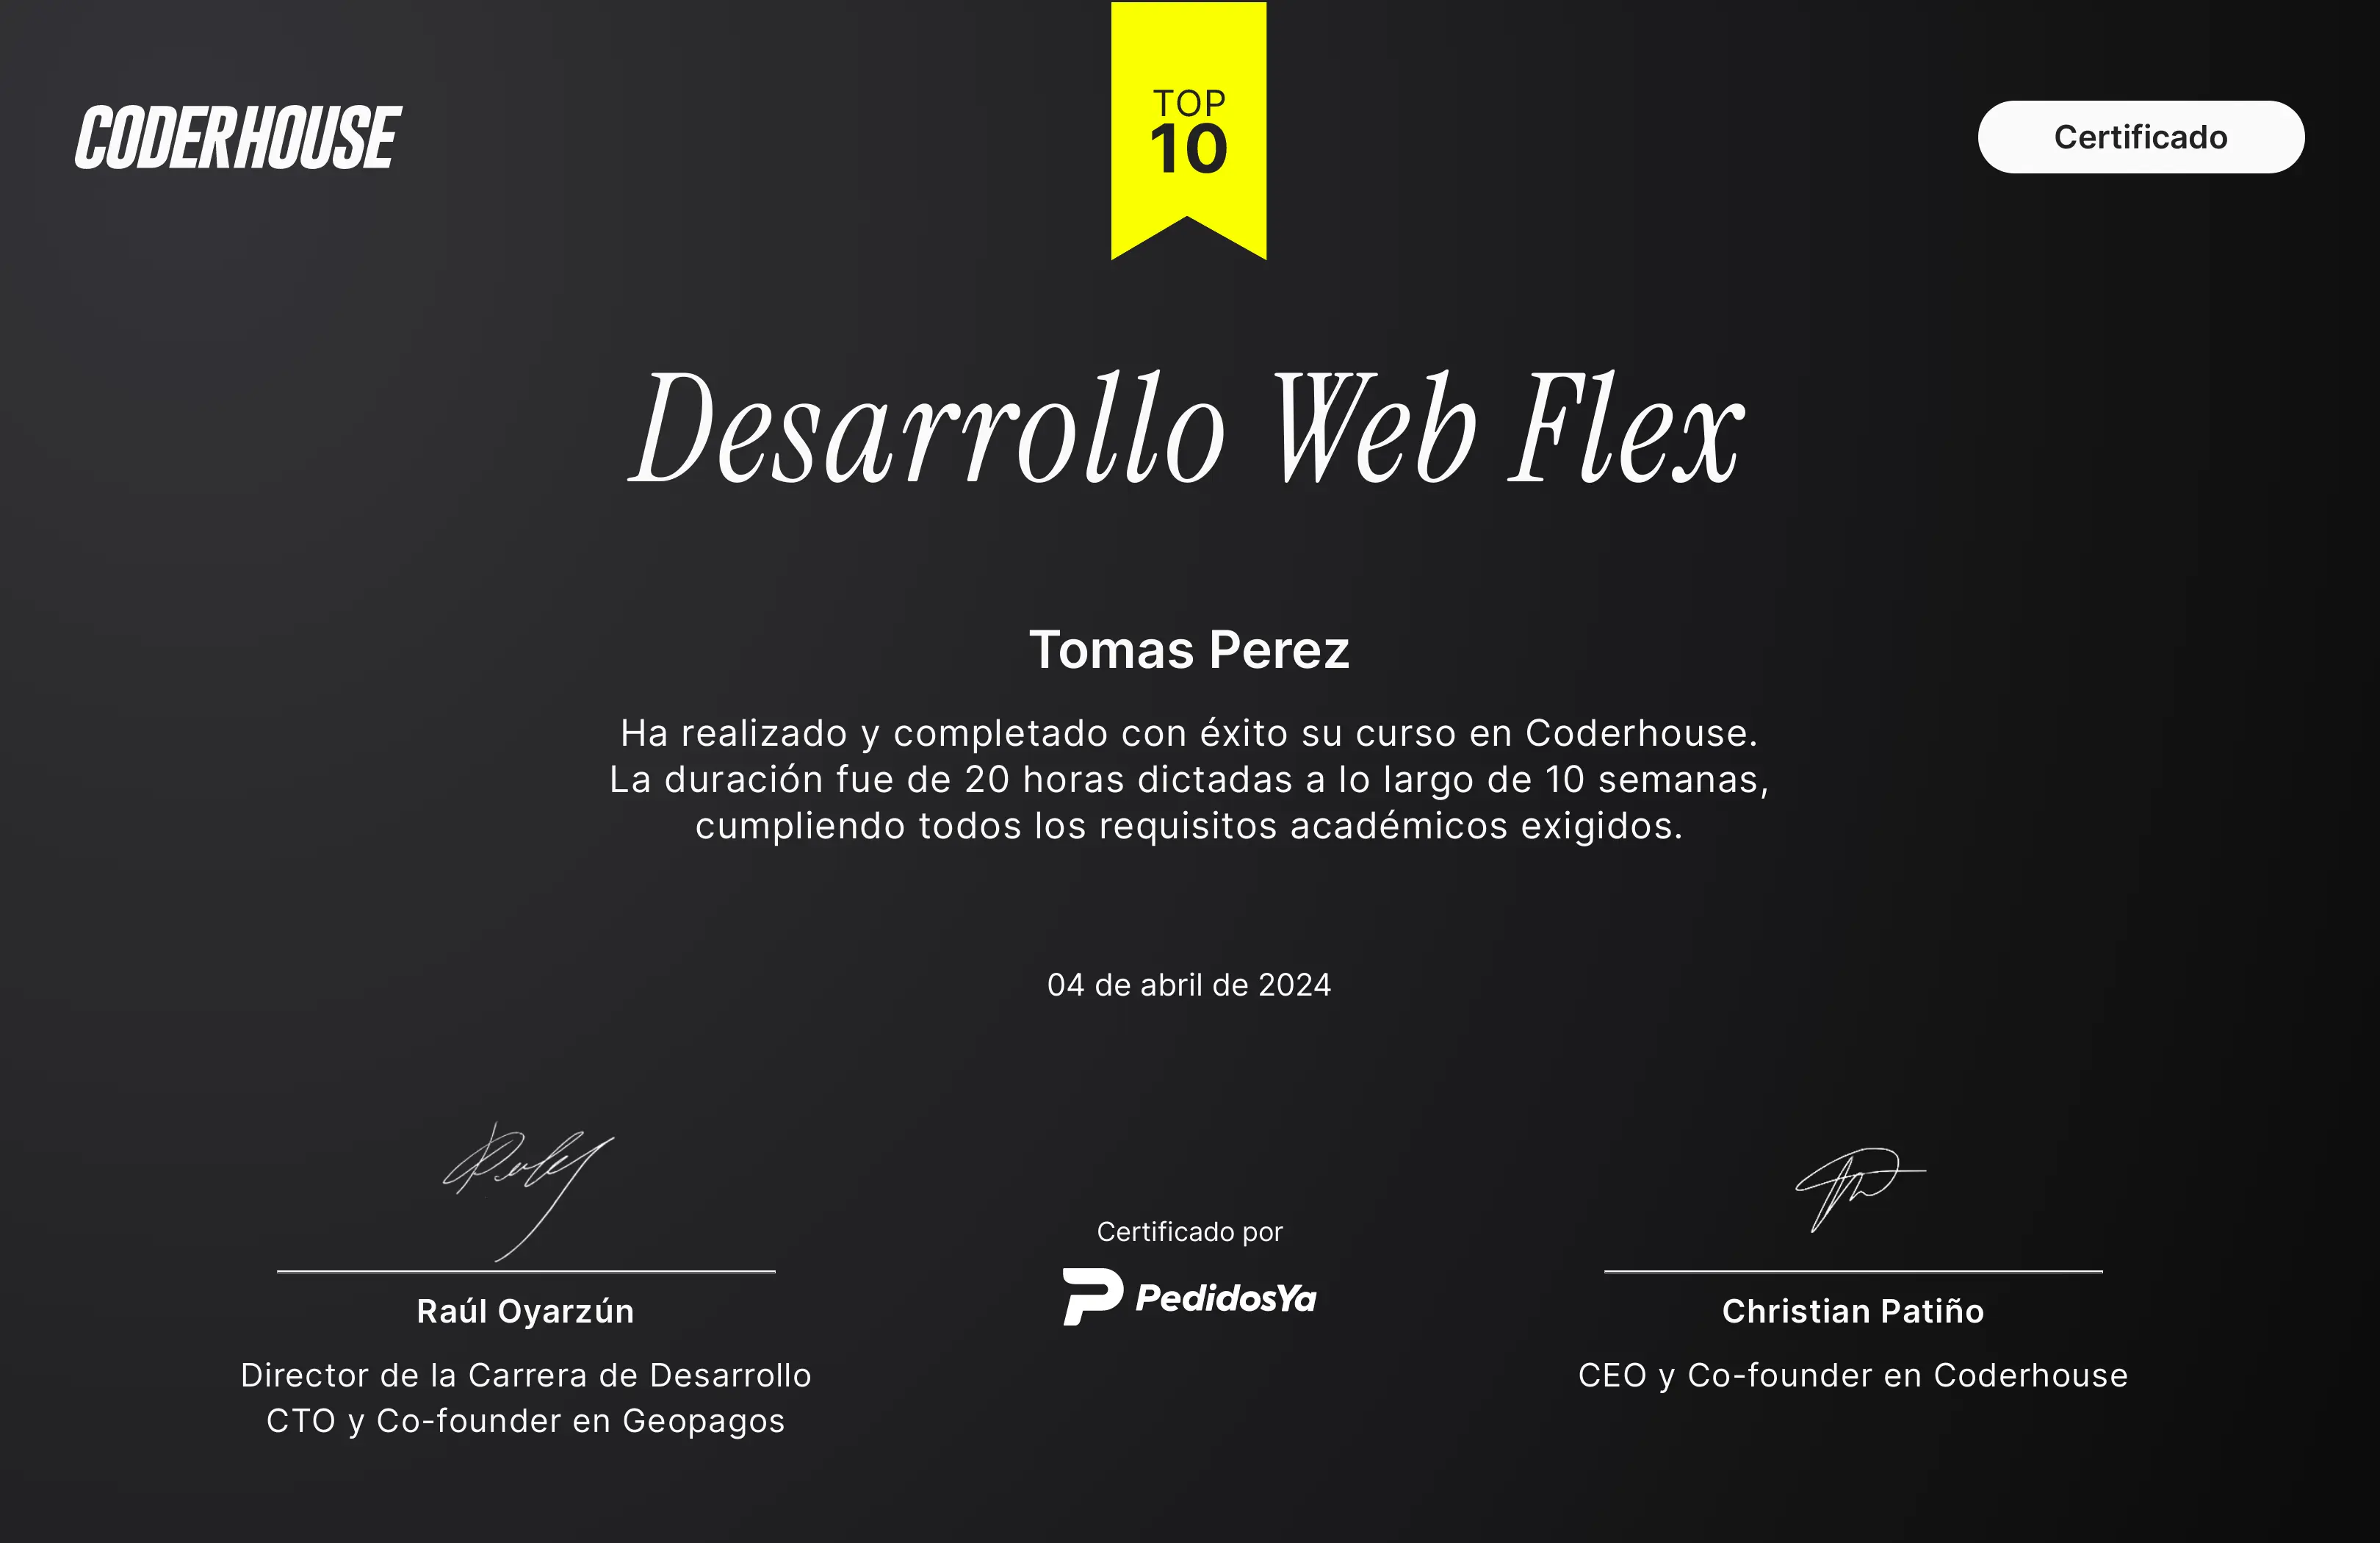 CODERHOUSE
TOP
10
Certificado
Desarrollo Web Flex
Tomas Perez
Ha realizado y completado con éxito su curso en Coderhouse.
La duración fue de 20 horas dictadas a lo largo de 10 semanas,
cumpliendo todos los requisitos académicos exigidos.
04 de abril de 2024
Raúl Oyarzún
Director de la Carrera de Desarrollo
CTO y Co-founder en Geopagos
Certificado por
PedidosYa
Christian Patiño
CEO y Co-founder en Coderhouse